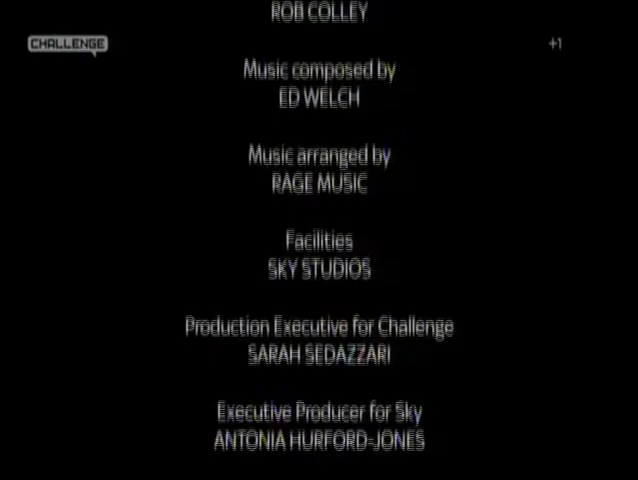 ROB COLLEY
CHALLENGE
+1
Music composed by
ED WELCH
Music arranged by
RAGE MUSIC
Facilities
SKY STUDIOS
Production Executive for Challenge
SARAH SEDAZZARI
Executive Producer for Sky
ANTONIA HURFORD-JONES